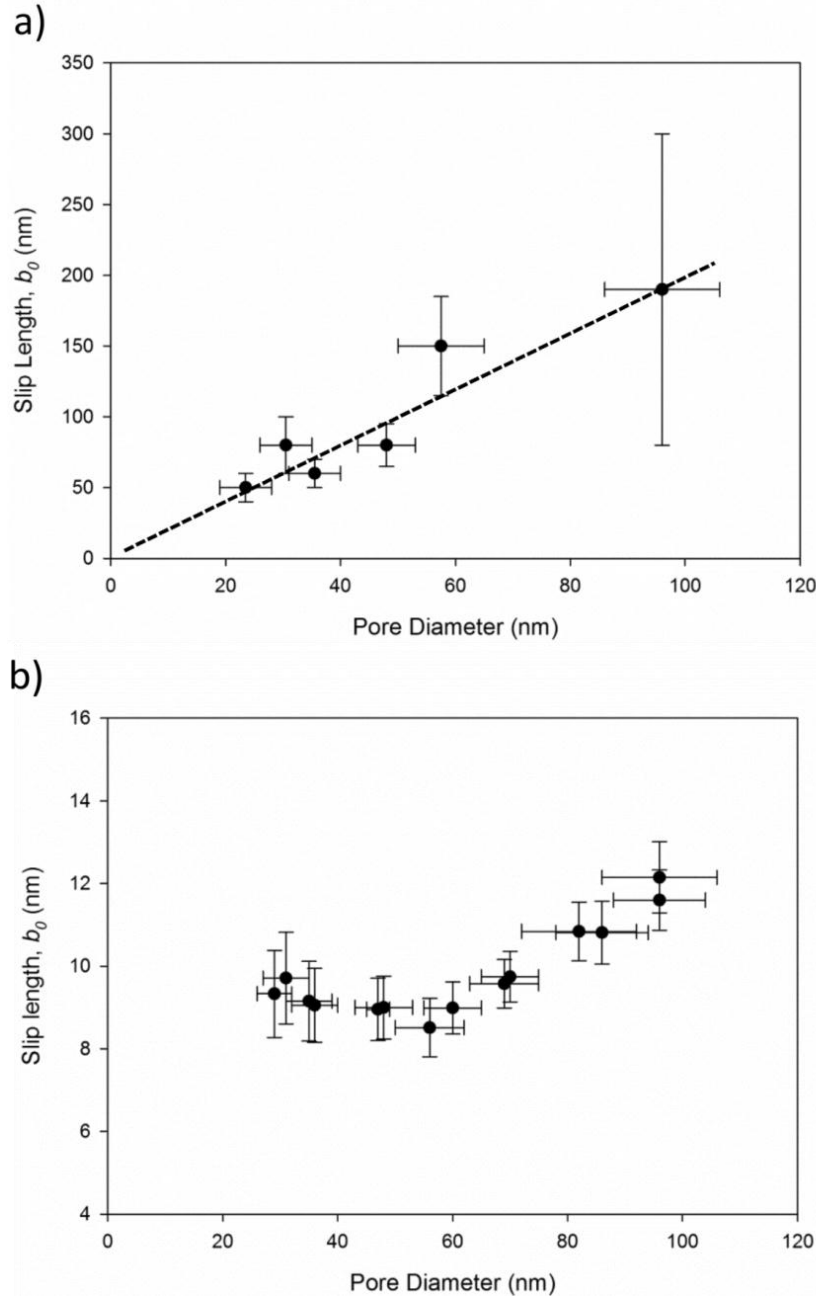 a)
350
300
250
200
150
100
50
0
Slip Length, b0 (nm)
0 20 40 60 80 100 120
Pore Diameter (nm)
b)
16
14
12
10
8
6
4
Slip length, b0 (nm)
0 20 40 60 80 100 120
Pore Diameter (nm)